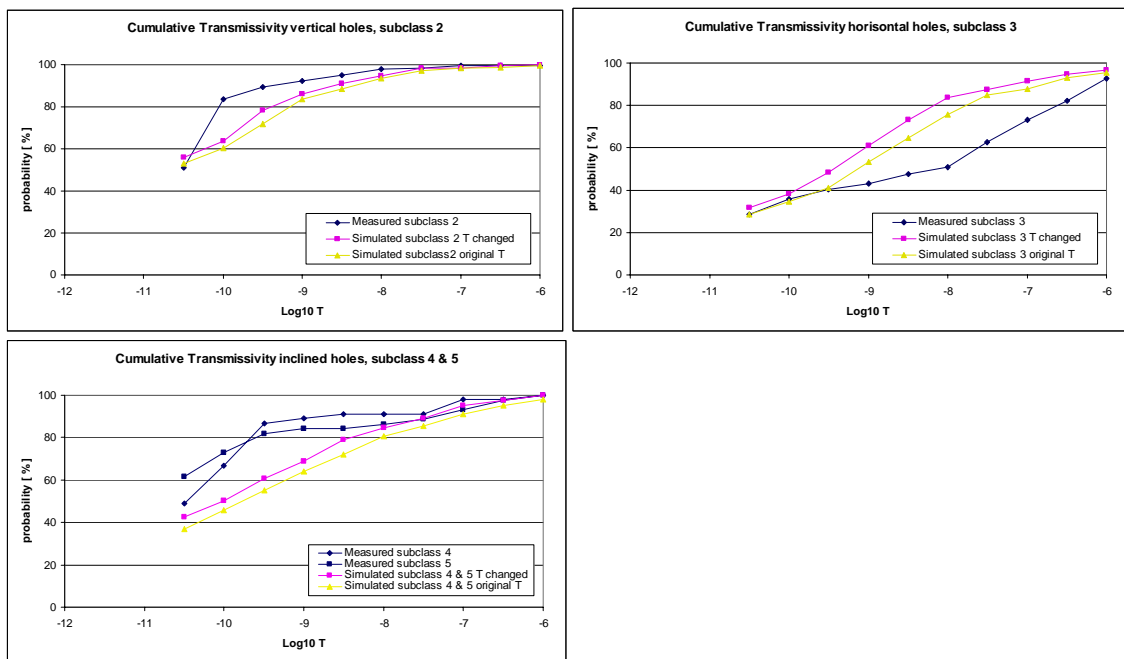 Cumulative Transmissivity vertical holes, subclass 2
probability [ % ]
100
80
60
40
20
0
Measured subclass 2
Simulated subclass 2 T changed
Simulated subclass2 original T
-12 -11 -10 -9 -8 -7 -6
Log10 T
Cumulative Transmissivity horisontal holes, subclass 3
probability [ % ]
100
80
60
40
20
0
Measured subclass 3
Simulated subclass 3 T changed
Simulated subclass 3 original T
-12 -11 -10 -9 -8 -7 -6
Log10 T
Cumulative Transmissivity inclined holes, subclass 4 & 5
probability [ % ]
100
80
60
40
20
0
Measured subclass 4
Measured subclass 5
Simulated subclass 4 & 5 T changed
Simulated subclass 4 & 5 original T
-12 -11 -10 -9 -8 -7 -6
Log10 T